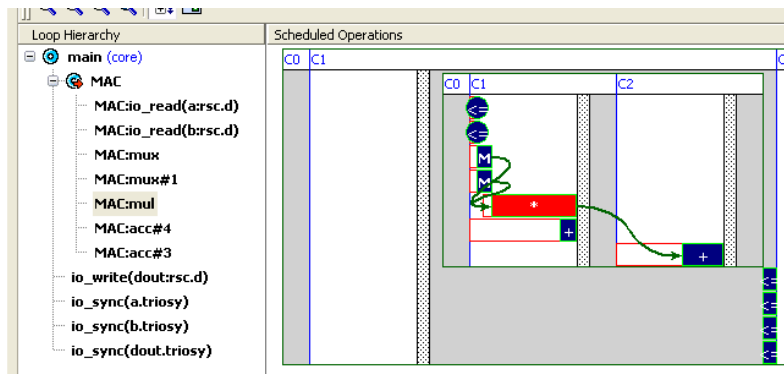 Loop Hierarchy
Scheduled Operations
main (core)
MAC
MAC:io_read(a:rsc.d)
MAC:io_read(b:rsc.d)
MAC:mux
MAC:mux#1
MAC:mul
MAC:acc#4
MAC:acc#3
io_write(dout:rsc.d)
io_sync(a.triosy)
io_sync(b.triosy)
io_sync(dout.triosy)
C0 C1
C0 C1 C2
<=
<=
M
M
*
+
+
<=
<=
<=
<=